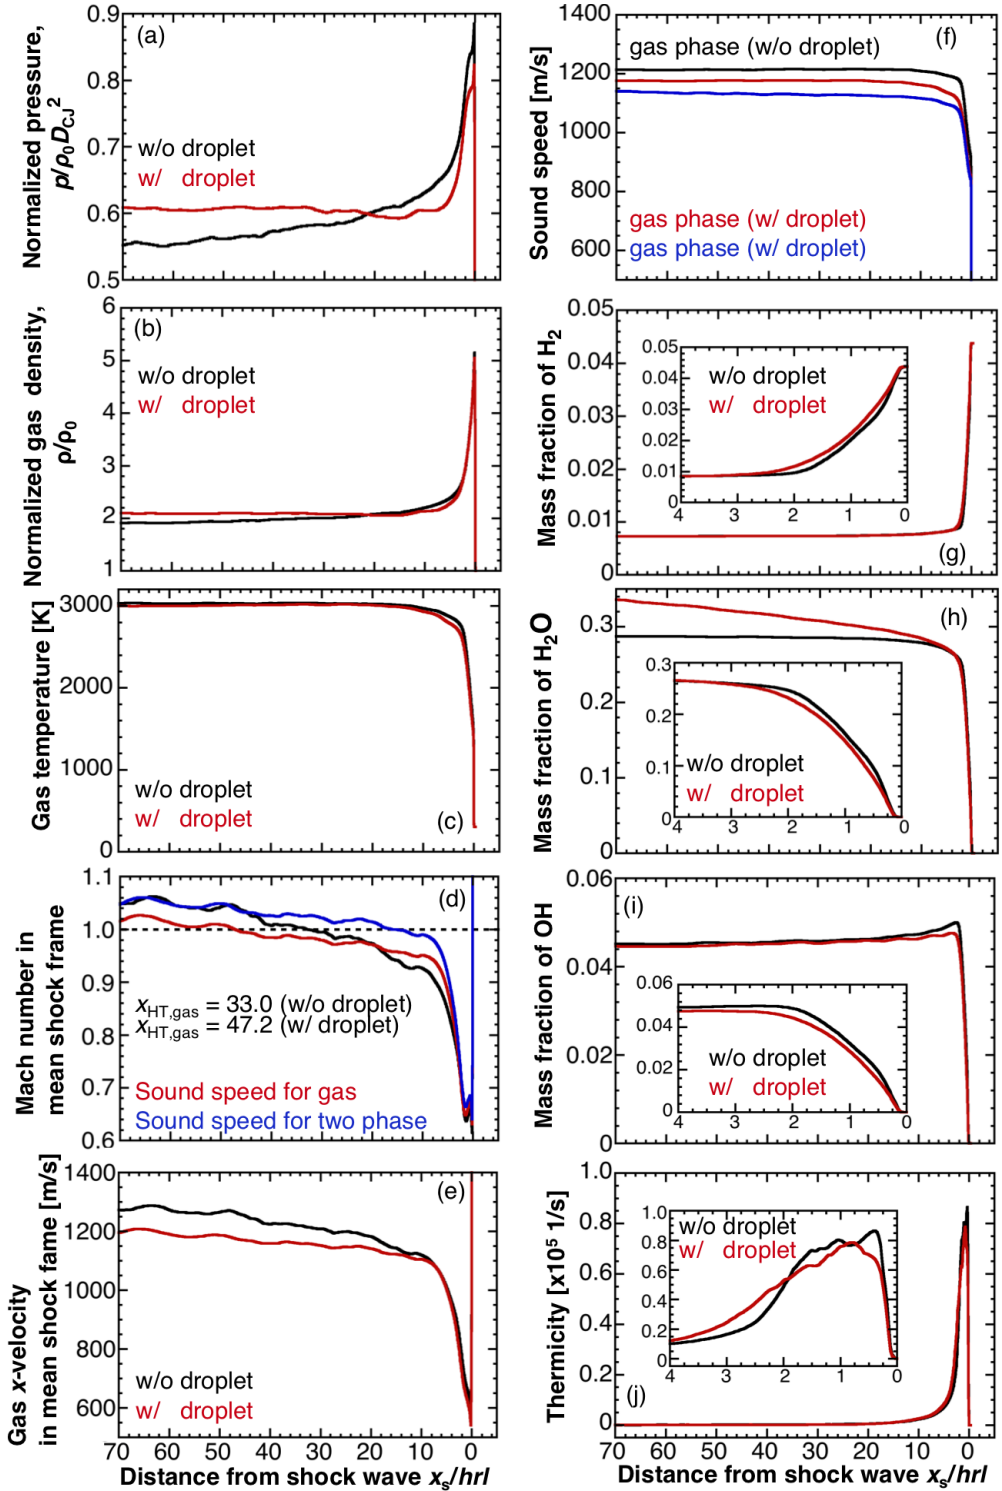 Normalized pressure,
p/ρ0DCJ2
0.9
0.8
0.7
0.6
0.5
(a)
w/o droplet
w/ droplet
Normalized gas density,
ρ/ρ0
6
5
4
3
2
1
(b)
w/o droplet
w/ droplet
Gas temperature [K]
3000
2000
1000
0
w/o droplet
w/ droplet
(c)
Mach number in
mean shock frame
1.1
1.0
0.9
0.8
0.7
0.6
(d)
xHT,gas = 33.0 (w/o droplet)
xHT,gas = 47.2 (w/ droplet)
Sound speed for gas
Sound speed for two phase
Gas x-velocity
in mean shock fame [m/s]
1400
1200
1000
800
600
(e)
w/o droplet
w/ droplet
70 60 50 40 30 20 10 0
Distance from shock wave xs/hrl
Sound speed [m/s]
1400
1200
1000
800
600
gas phase (w/o droplet)
(f)
gas phase (w/ droplet)
gas phase (w/ droplet)
Mass fraction of H2
0.05
0.04
0.03
0.02
0.01
0
0.05
0.04
0.03
0.02
0.01
0
w/o droplet
w/ droplet
4 3 2 1 0
(g)
Mass fraction of H2O
0.3
0.2
0.1
0
(h)
0.3
0.2
0.1
0
w/o droplet
w/ droplet
4 3 2 1 0
Mass fraction of OH
0.06
0.04
0.02
0
(i)
0.06
0.04
0.02
0
w/o droplet
w/ droplet
4 3 2 1 0
Thermicity [x105 1/s]
1.0
0.8
0.6
0.4
0.2
0
1.0
0.8
0.6
0.4
0.2
0
w/o droplet
w/ droplet
4 3 2 1 0
(j)
70 60 50 40 30 20 10 0
Distance from shock wave xs/hrl